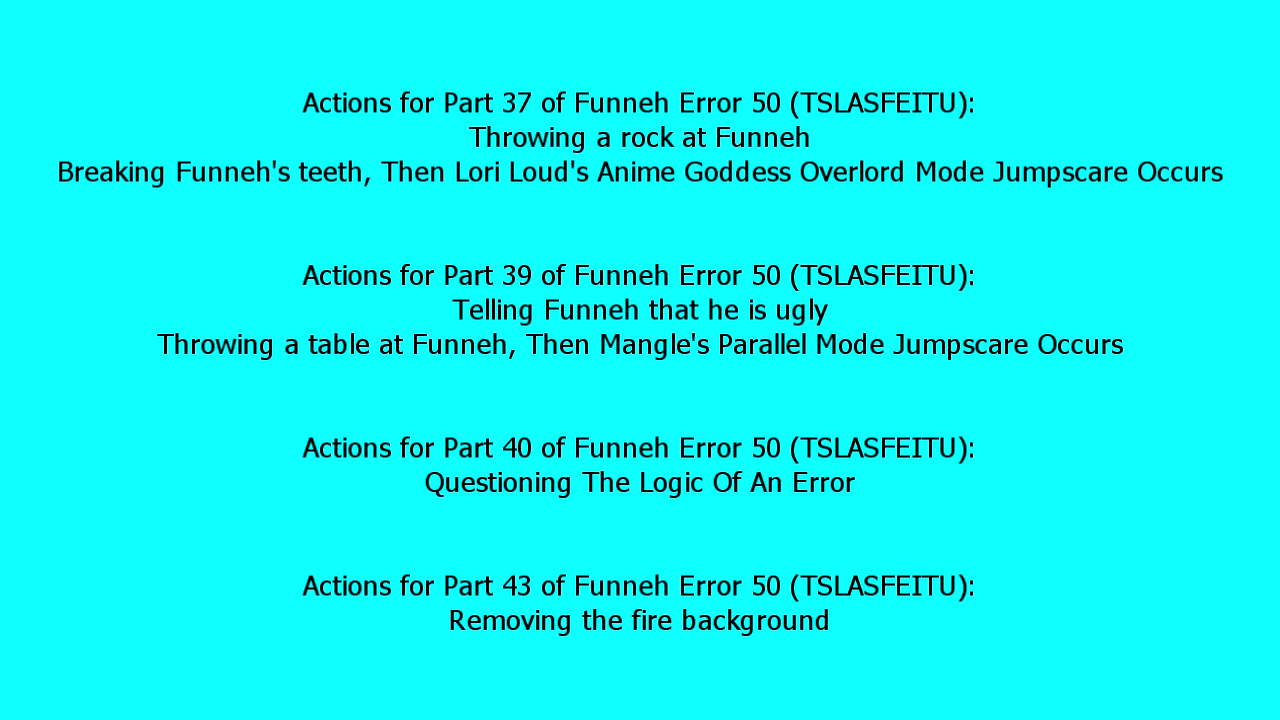 Actions for Part 37 of Funneh Error 50 (TSLASFEITU):
Throwing a rock at Funneh
Breaking Funneh's teeth, Then Lori Loud's Anime Goddess Overlord Mode Jumpscare Occurs
Actions for Part 39 of Funneh Error 50 (TSLASFEITU):
Telling Funneh that he is ugly
Throwing a table at Funneh, Then Mangle's Parallel Mode Jumpscare Occurs
Actions for Part 40 of Funneh Error 50 (TSLASFEITU):
Questioning The Logic Of An Error
Actions for Part 43 of Funneh Error 50 (TSLASFEITU):
Removing the fire background